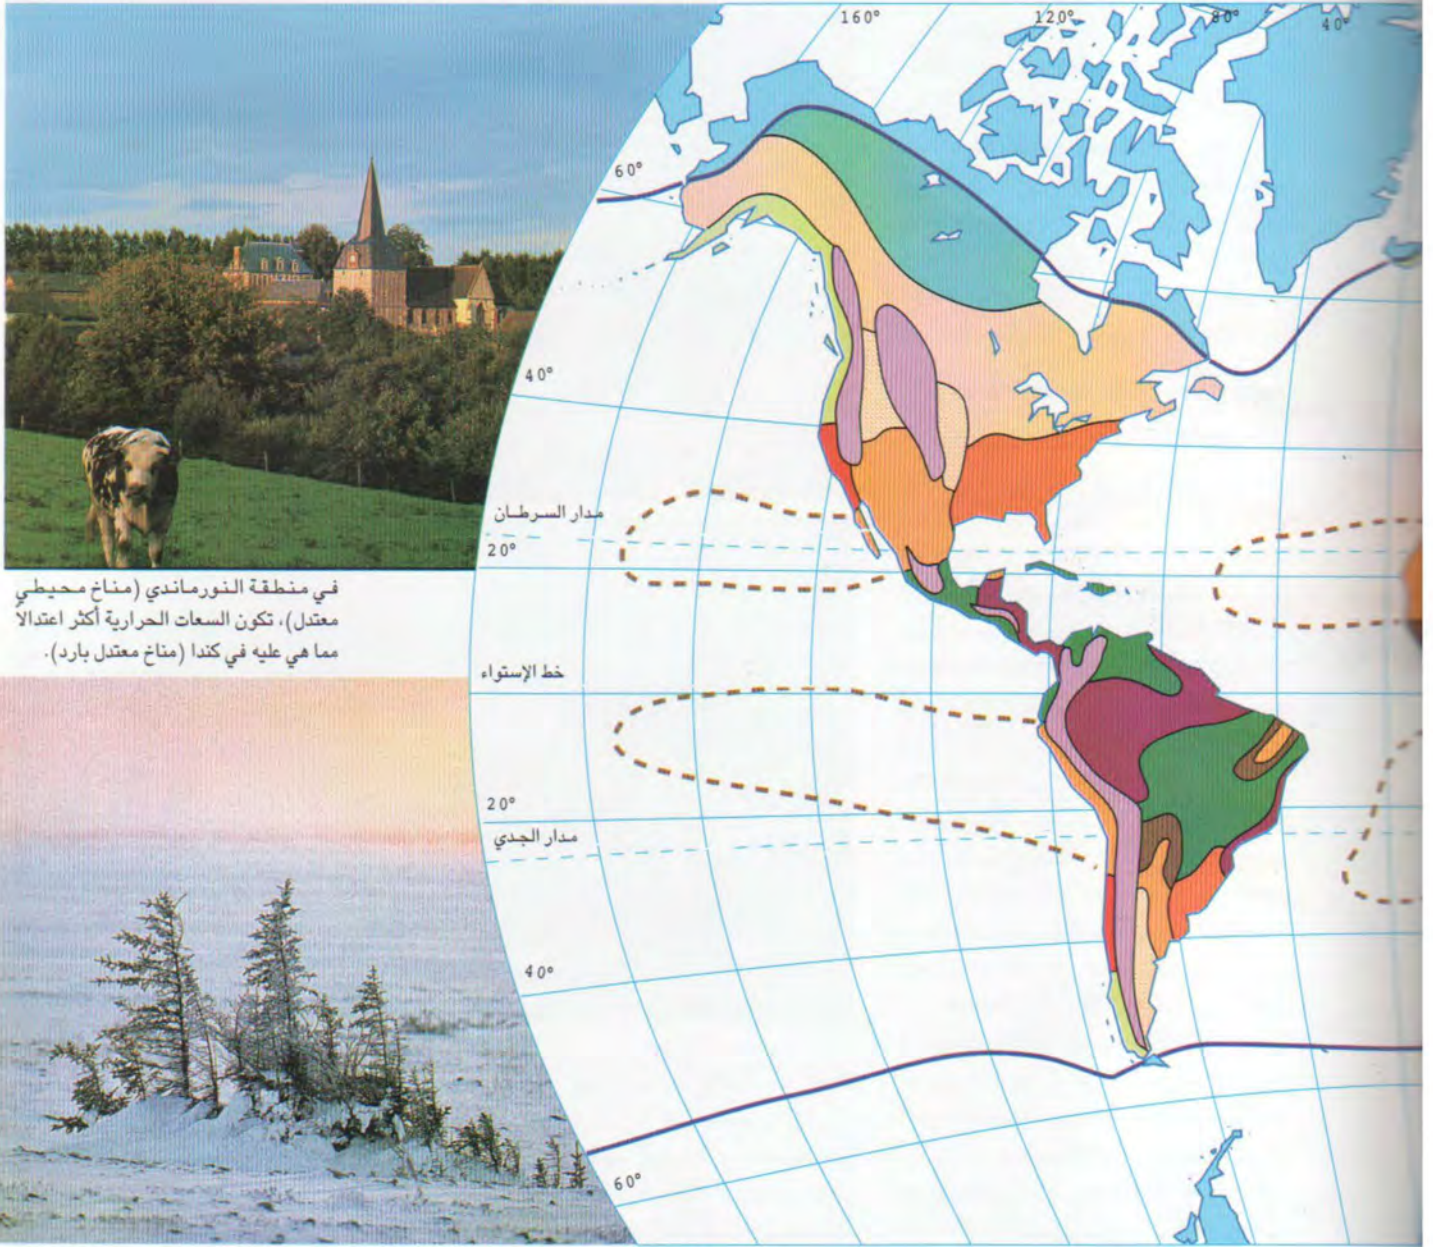 160°
120°
80°
40°
60°
40°
مدار السرطان
20°
في منطقة النورماندي (مناخ محيطي
معتدل)، تكون السعات الحرارية أكثر اعتدالاً
مما هي عليه في كندا (مناخ معتدل بارد).
خط الإستواء
20°
مدار الجدي
40°
60°